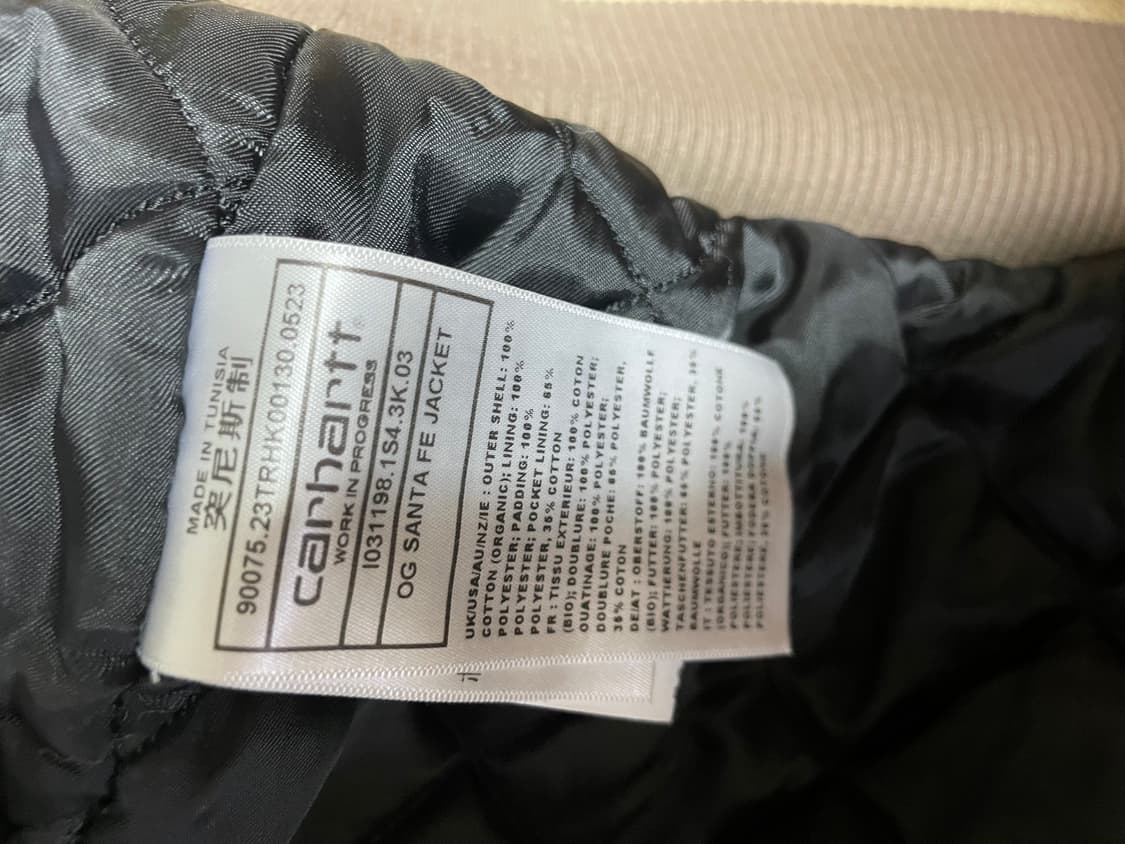 MADE IN TUNISIA
突尼斯制
90075.23TRHK00130.0523
carhartt
WORK IN PROGRESS
I031198.1S4.3K.03
OG SANTA FE JACKET
UK/USA/AU/NZ/IE : OUTER SHELL: 100%
COTTON (ORGANIC); LINING: 100%
POLYESTER; PADDING: 100%
POLYESTER; POCKET LINING: 65%
POLYESTER, 35% COTTON
FR : TISSU EXTERIEUR: 100% COTON
(BIO); DOUBLURE: 100% POLYESTER;
OUATINAGE: 100% POLYESTER;
DOUBLURE POCHE: 65% POLYESTER,
35% COTON
DE/AT : OBERSTOFF: 100% BAUMWOLLE
(BIO); FUTTER: 100% POLYESTER;
WATTIERUNG: 100% POLYESTER;
TASCHENFUTTER: 65% POLYESTER, 35%
BAUMWOLLE
IT : TESSUTO ESTERNO: 100% COTONE
(ORGANICO); FUTTER: 100%
POLIESTERE; IMBOTTITURA: 100%
POLIESTERE; FODERA
POLIESTERE, 35% COTONE